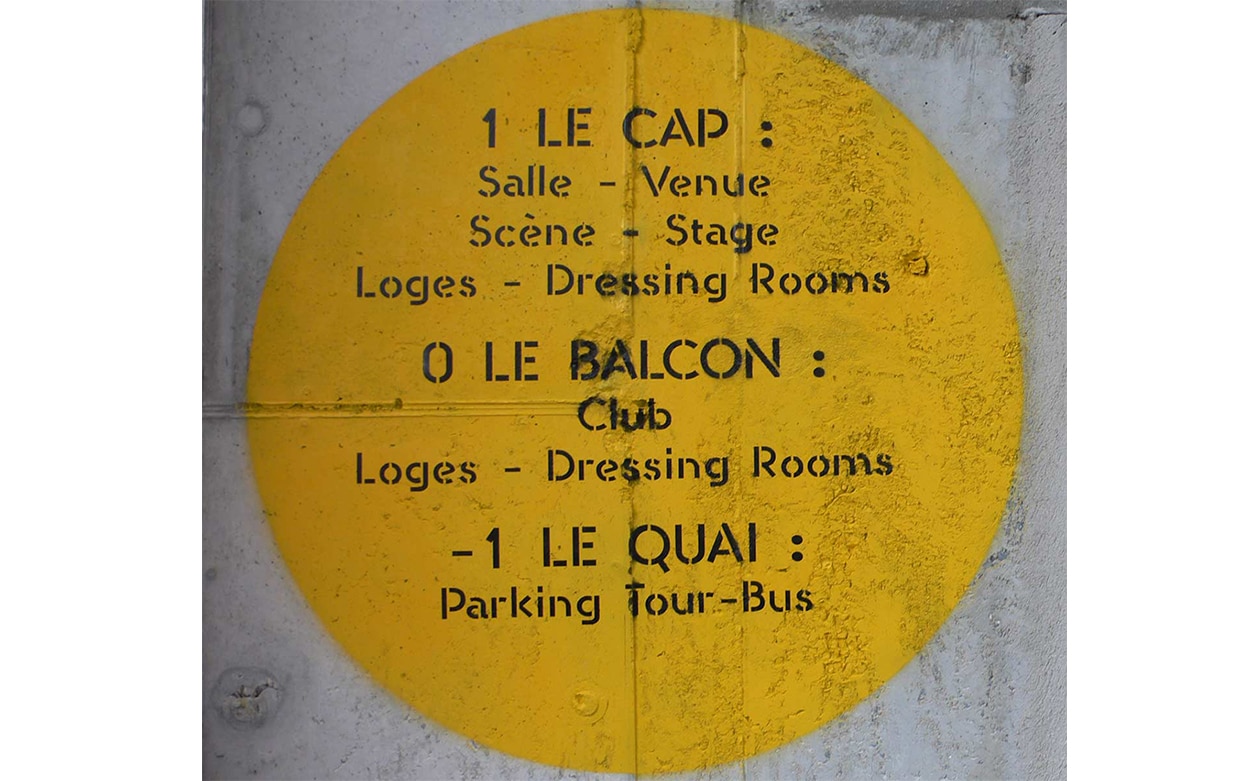 1 LE CAP :
Salle - Venue
Scène - Stage
Loges - Dressing Rooms
0 LE BALCON :
Club
Loges - Dressing Rooms
-1 LE QUAI :
Parking Tour-Bus